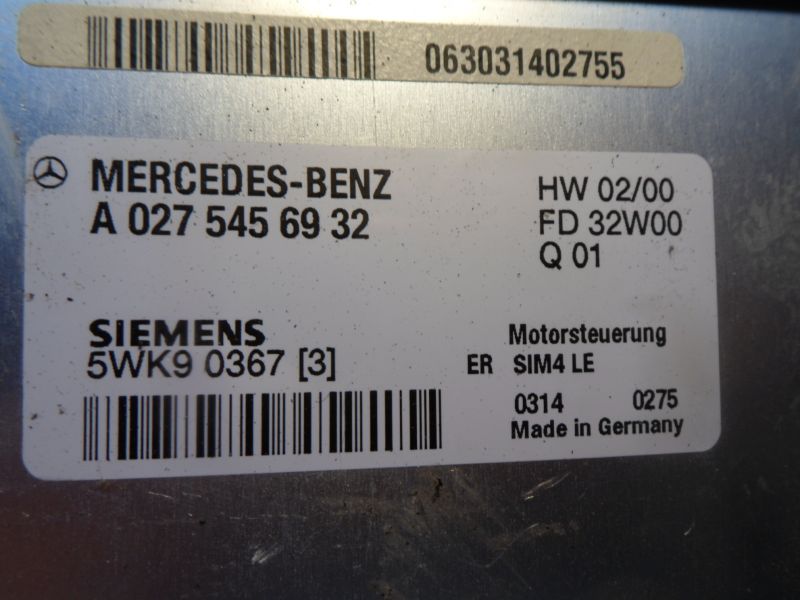 063031402755
MERCEDES-BENZ
A 027 545 69 32
HW 02/00
FD 32W00
Q 01
SIEMENS
5WK9 0367 [3]
Motorsteuerung
ER SIM4 LE
0314 0275
Made in Germany